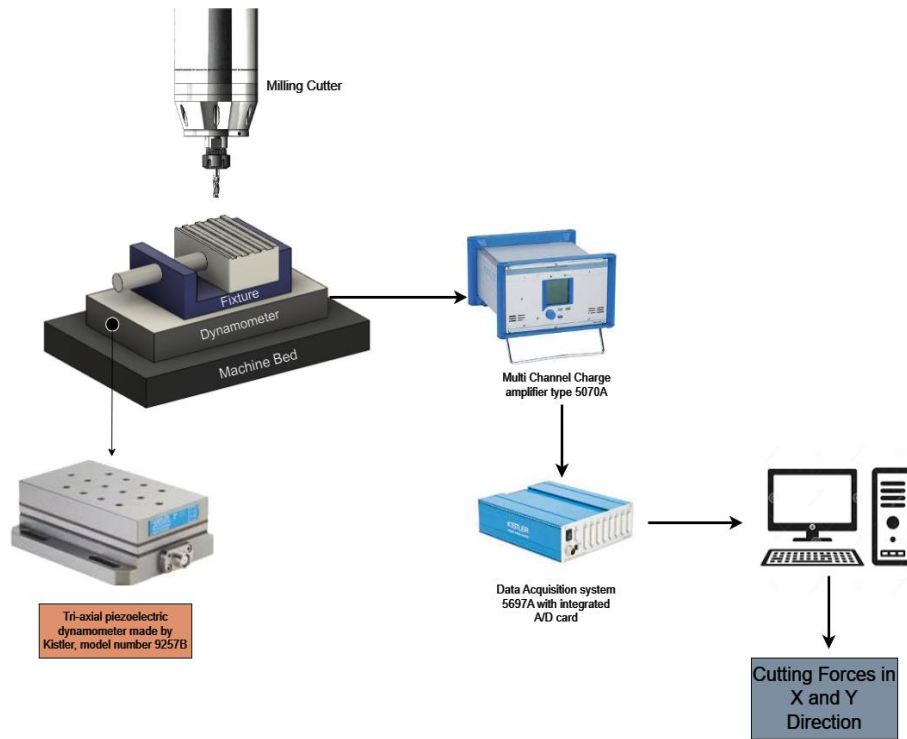 Milling Cutter
Fixture
Dynamometer
Machine Bed
Multi Channel Charge
amplifier type 5070A
KISTLER
Data Acquisition system
5697A with integrated
A/D card
Tri-axial piezoelectric
dynamometer made by
Kistler, model number 9257B
Cutting Forces in
X and Y
Direction